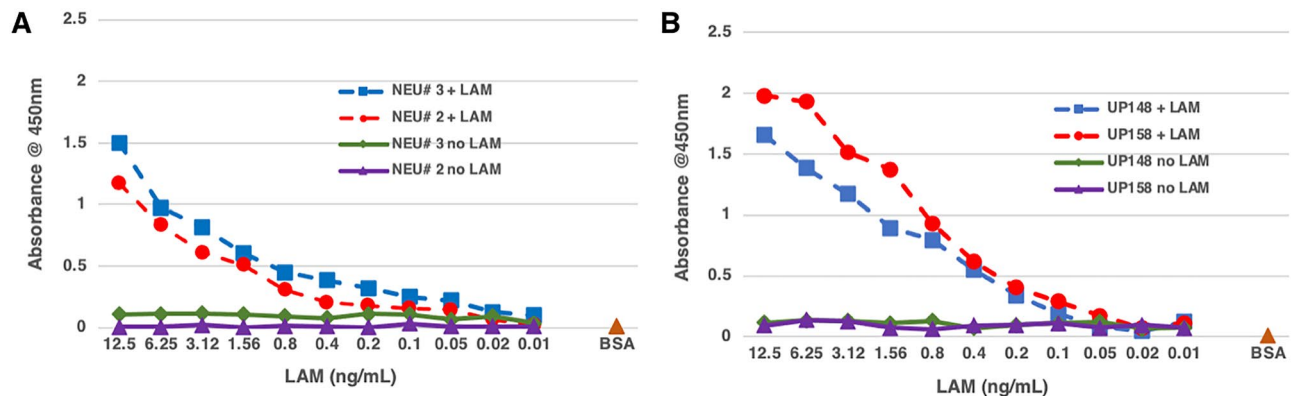 A
Absorbance @ 450nm
2.5
2
1.5
1
0.5
0
NEU# 3 + LAM
NEU# 2 + LAM
NEU# 3 no LAM
NEU# 2 no LAM
12.5 6.25 3.12 1.56 0.8 0.4 0.2 0.1 0.05 0.02 0.01 BSA
LAM (ng/mL)
B
Absorbance @450nm
2.5
2
1.5
1
0.5
0
UP148 + LAM
UP158 + LAM
UP148 no LAM
UP158 no LAM
12.5 6.25 3.12 1.56 0.8 0.4 0.2 0.1 0.05 0.02 0.01 BSA
LAM (ng/mL)